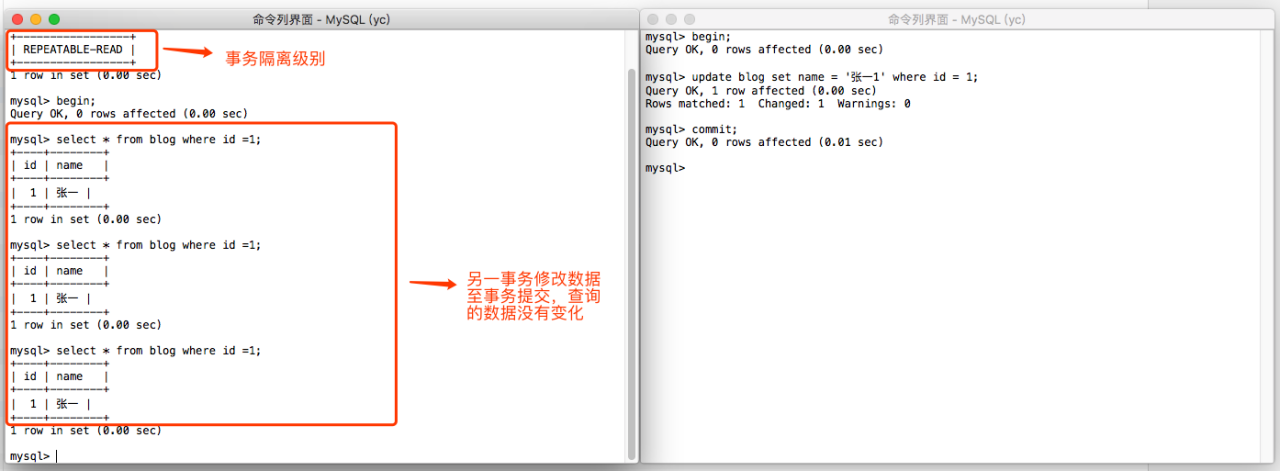 命令列界面 - MySQL (yc)
+-----------------+
| REPEATABLE-READ |
+-----------------+
1 row in set (0.00 sec)
mysql> begin;
Query OK, 0 rows affected (0.00 sec)
mysql> select * from blog where id =1;
+----+--------+
| id | name   |
+----+--------+
|  1 | 张一 |
+----+--------+
1 row in set (0.00 sec)
mysql> select * from blog where id =1;
+----+--------+
| id | name   |
+----+--------+
|  1 | 张一 |
+----+--------+
1 row in set (0.00 sec)
mysql> select * from blog where id =1;
+----+--------+
| id | name   |
+----+--------+
|  1 | 张一 |
+----+--------+
1 row in set (0.00 sec)
mysql>
事务隔离级别
另一事务修改数据
至事务提交，查询
的数据没有变化
命令列界面 - MySQL (yc)
mysql> begin;
Query OK, 0 rows affected (0.00 sec)
mysql> update blog set name = '张一1' where id = 1;
Query OK, 1 row affected (0.00 sec)
Rows matched: 1  Changed: 1  Warnings: 0
mysql> commit;
Query OK, 0 rows affected (0.01 sec)
mysql>